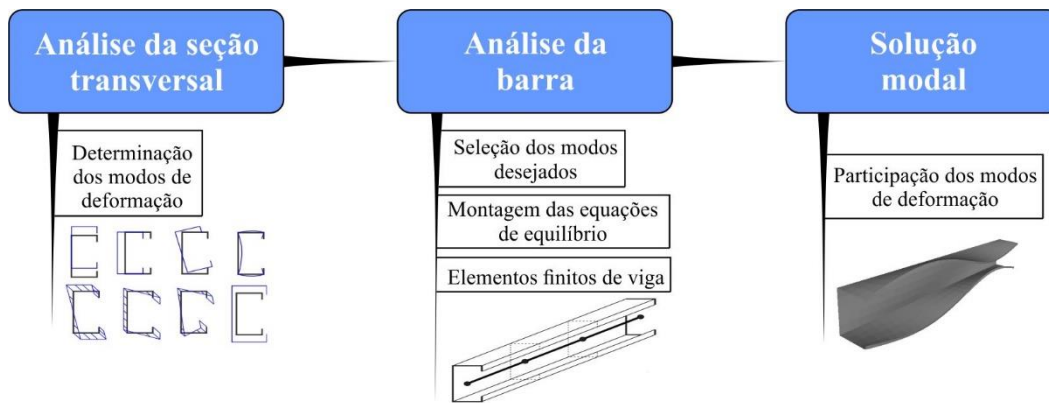 Análise da seção
transversal
Determinação
dos modos de
deformação
Análise da
barra
Seleção dos modos
desejados
Montagem das equações
de equilíbrio
Elementos finitos de viga
Solução
modal
Participação dos modos
de deformação